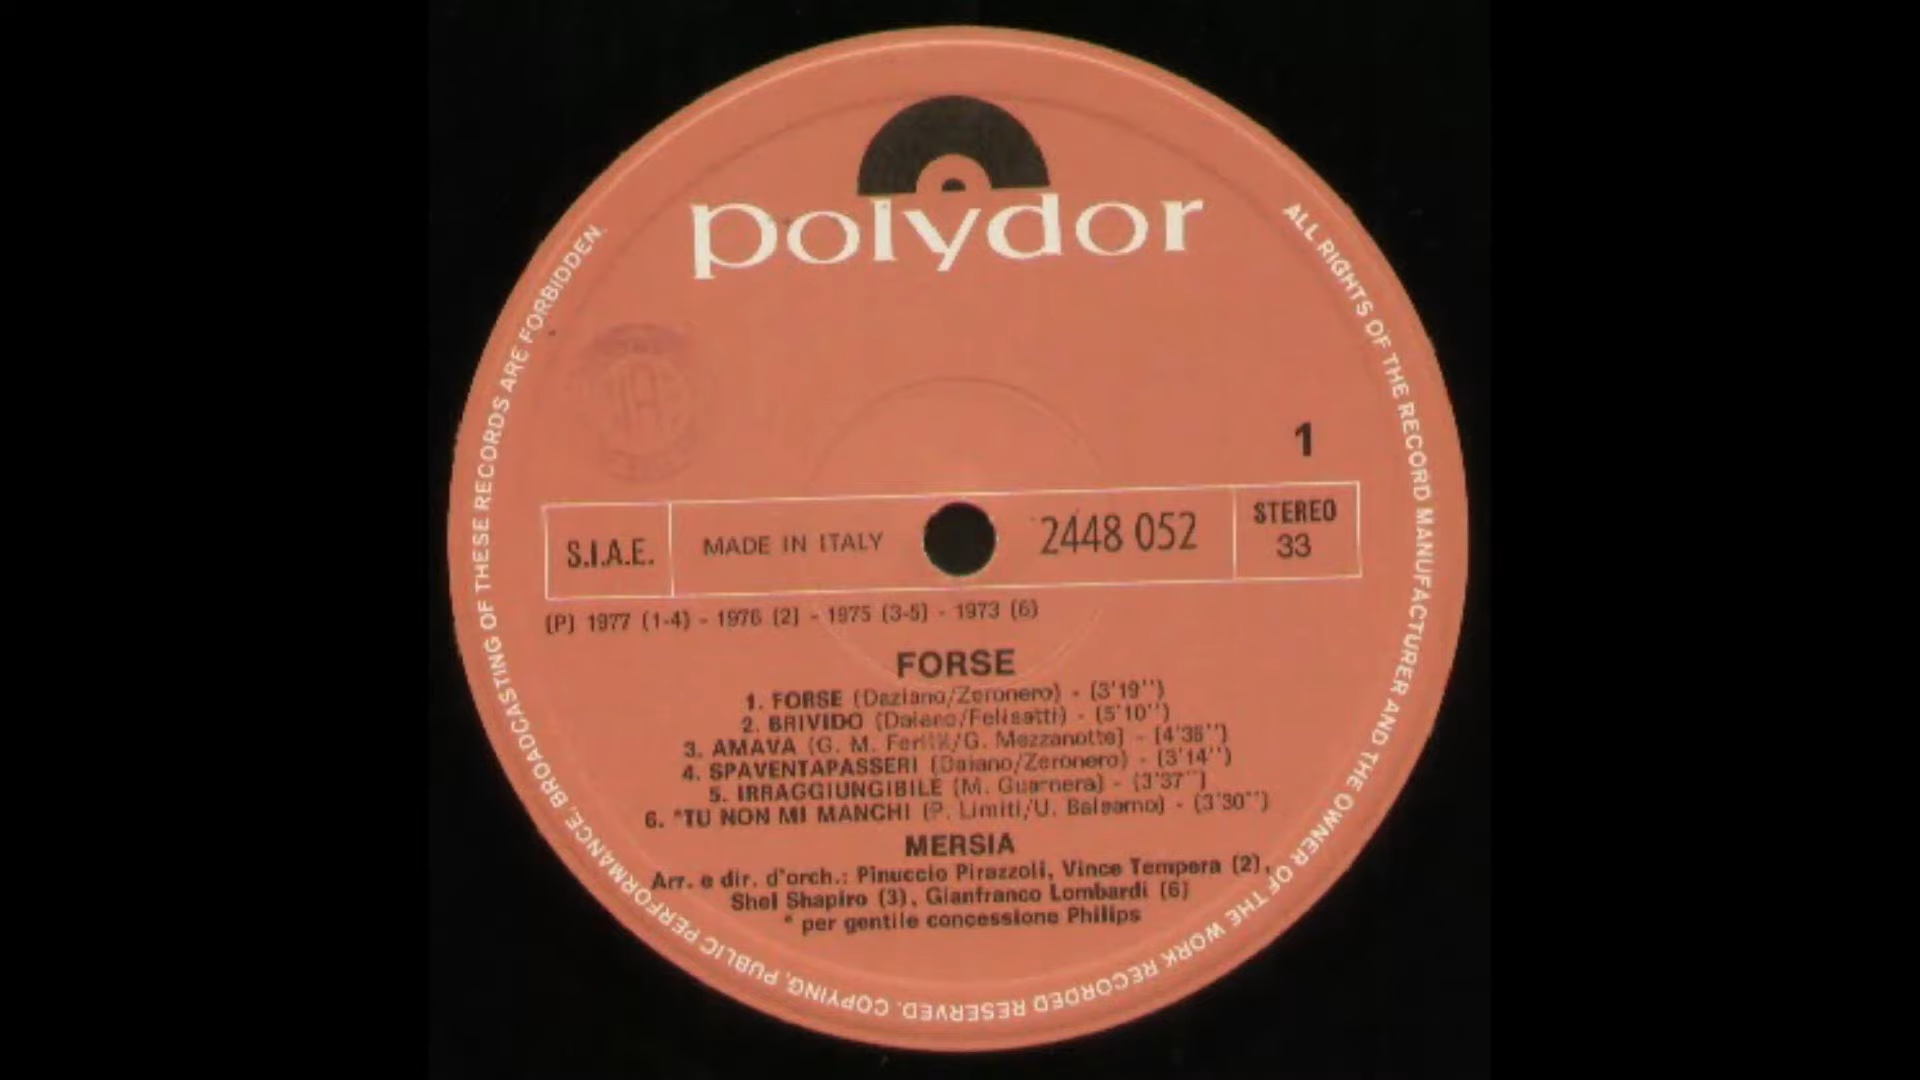 polydor
ALL RIGHTS OF THE RECORD MANUFACTURER AND THE OWNER OF THE WORK RECORDED RESERVED. COPYING, PUBLIC PERFORMANCE, BROADCASTING OF THESE RECORDS ARE FORBIDDEN.
1
S.I.A.E. MADE IN ITALY 2448 052 STEREO 33
(P) 1977 (1-4) - 1976 (2) - 1975 (3-5) - 1973 (6)
FORSE
1. FORSE (Daziano/Zeronero) - (3'19'')
2. BRIVIDO (Daiano/Felisatti) - (5'10'')
3. AMAVA (G. M. /G. Mezzanotte) - (4'36'')
4. SPAVENTAPASSERI (Daiano/Zeronero) - (3'14'')
5. IRRAGGIUNGIBILE (M. Guarnera) - (3'37'')
6. *TU NON MI MANCHI (P. Limiti/U. Balsamo) - (3'30'')
MERSIA
Arr. e dir. d'orch.: Pinuccio Pirazzoli, Vince Tempera (2),
Shel Shapiro (3), Gianfranco Lombardi (6)
* per gentile concessione Philips